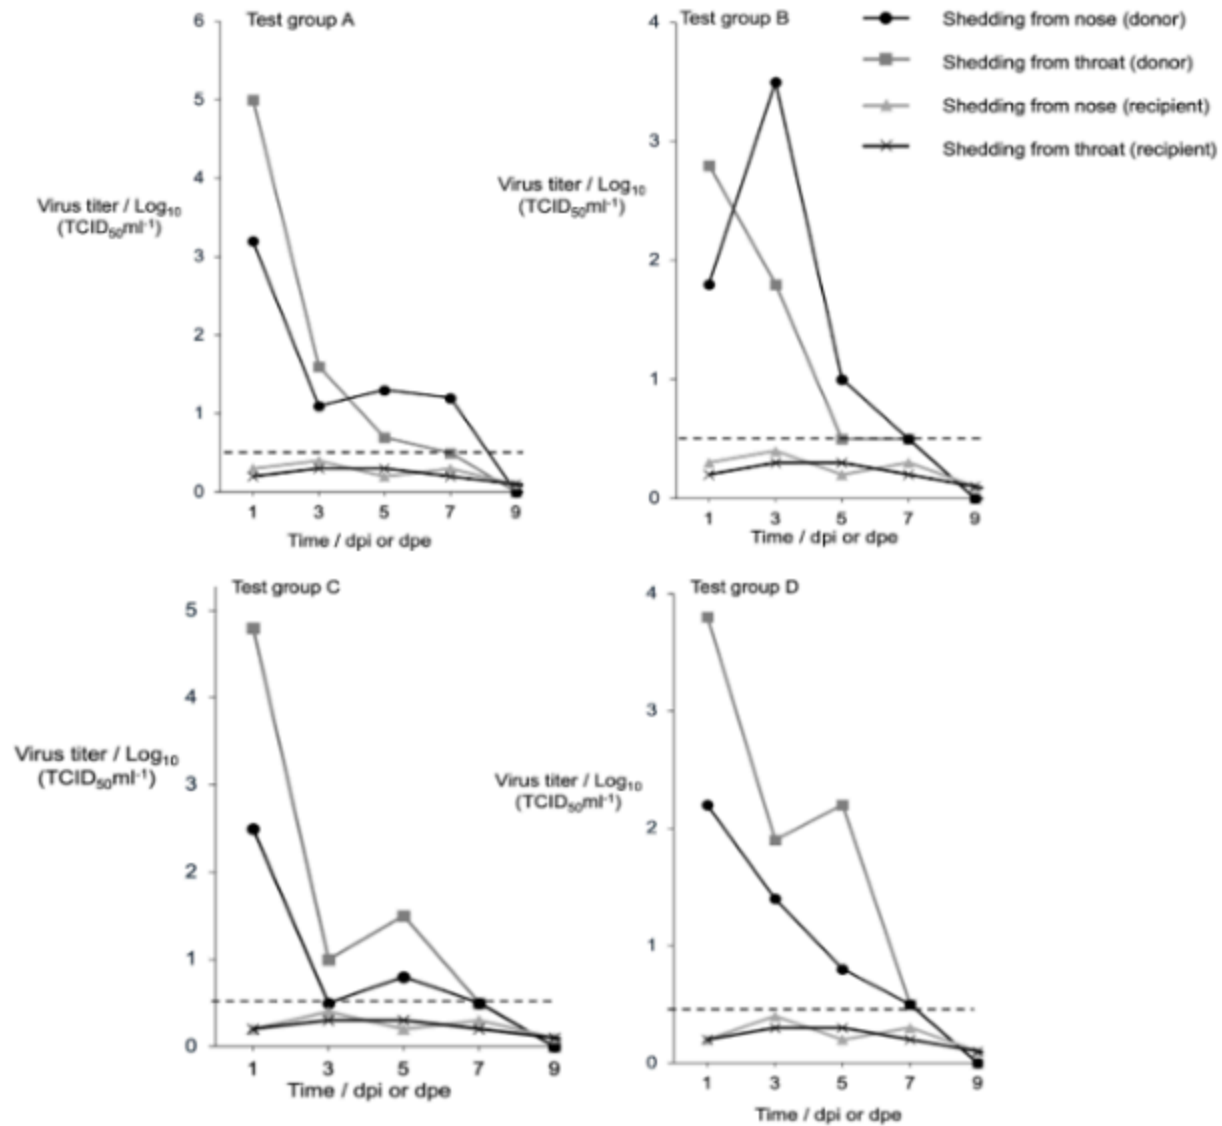 Test group A
6
5
4
3
2
1
0
Virus titer / Log₁₀
(TCID₅₀ml⁻¹)
1 3 5 7 9
Time / dpi or dpe
Test group B
4
3
2
1
0
Virus titer / Log₁₀
(TCID₅₀ml⁻¹)
1 3 5 7 9
Time / dpi or dpe
Shedding from nose (donor)
Shedding from throat (donor)
Shedding from nose (recipient)
Shedding from throat (recipient)
Test group C
5
4
3
2
1
0
Virus titer / Log₁₀
(TCID₅₀ml⁻¹)
1 3 5 7 9
Time / dpi or dpe
Test group D
4
3
2
1
0
Virus titer / Log₁₀
(TCID₅₀ml⁻¹)
1 3 5 7 9
Time / dpi or dpe